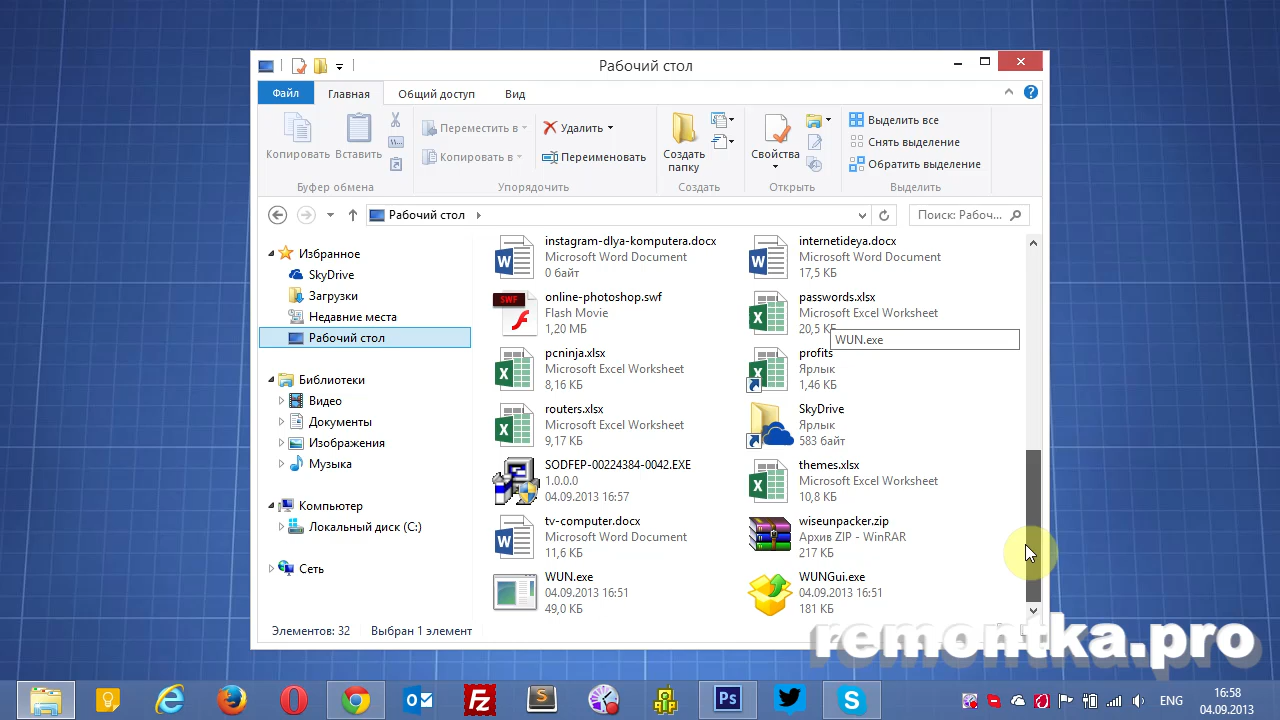 Рабочий стол
Файл
Главная
Общий доступ
Вид
Копировать
Вставить
Переместить в
Копировать в
Удалить
Переименовать
Создать папку
Свойства
Выделить все
Снять выделение
Обратить выделение
Буфер обмена
Упорядочить
Создать
Открыть
Выделить
Рабочий стол
Поиск: Рабоч...
Избранное
SkyDrive
Загрузки
Недавние места
Рабочий стол
Библиотеки
Видео
Документы
Изображения
Музыка
Компьютер
Локальный диск (C:)
Сеть
instagram-dlya-komputera.docx
Microsoft Word Document
0 байт
internetideya.docx
Microsoft Word Document
17,5 КБ
SWF
online-photoshop.swf
Flash Movie
1,20 МБ
passwords.xlsx
Microsoft Excel Worksheet
20,5 КБ
WUN.exe
pcninja.xlsx
Microsoft Excel Worksheet
8,16 КБ
profits
Ярлык
1,46 КБ
routers.xlsx
Microsoft Excel Worksheet
9,17 КБ
SkyDrive
Ярлык
583 байт
SODFEP-00224384-0042.EXE
1.0.0.0
04.09.2013 16:57
themes.xlsx
Microsoft Excel Worksheet
10,8 КБ
tv-computer.docx
Microsoft Word Document
11,6 КБ
wiseunpacker.zip
Архив ZIP - WinRAR
217 КБ
WUN.exe
04.09.2013 16:51
49,0 КБ
WUNGui.exe
04.09.2013 16:51
181 КБ
Элементов: 32
Выбран 1 элемент
remontka.pro
ENG
16:58
04.09.2013